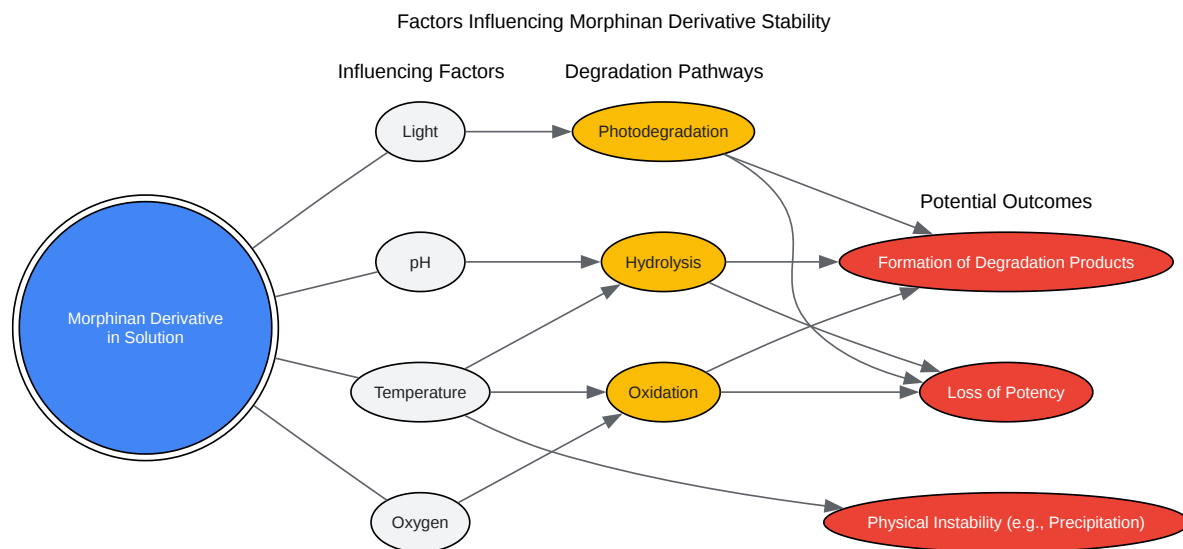 Factors Influencing Morphinan Derivative Stability
Influencing Factors
Degradation Pathways
Light
Photodegradation
Potential Outcomes
pH
Hydrolysis
Formation of Degradation Products
Morphinan Derivative
in Solution
Temperature
Oxidation
Loss of Potency
Oxygen
Physical Instability (e.g., Precipitation)